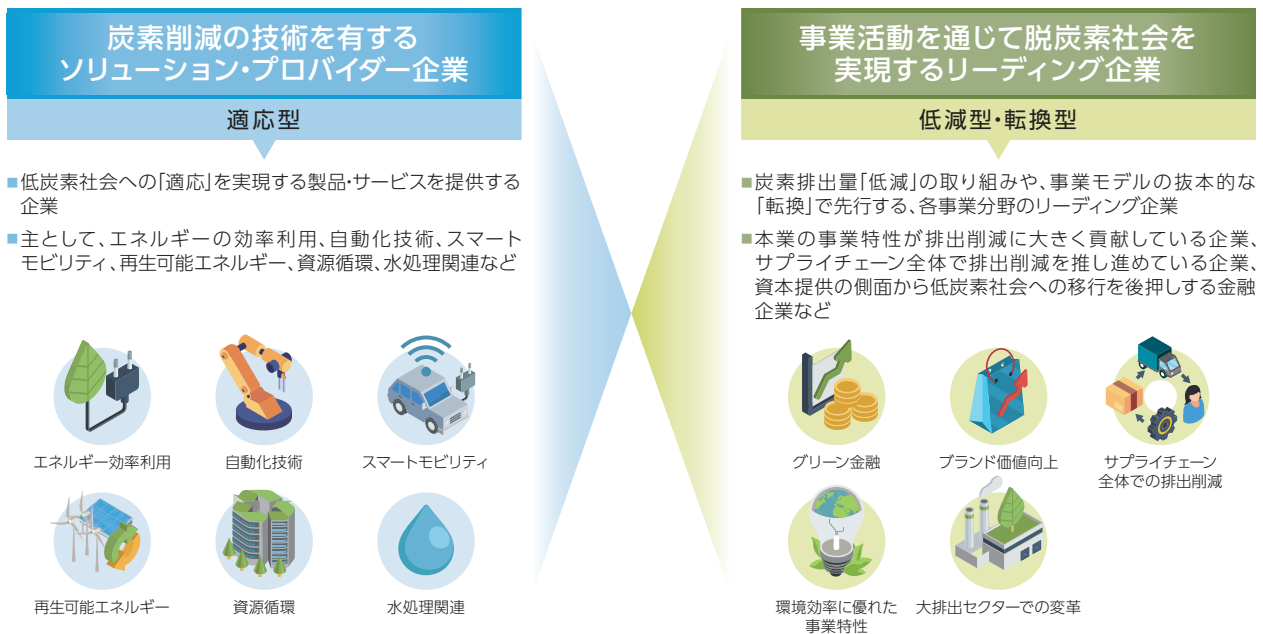 炭素削減の技術を有する
ソリューション・プロバイダー企業
適応型
■低炭素社会への「適応」を実現する製品・サービスを提供する
企業
■主として、エネルギーの効率利用、自動化技術、スマート
モビリティ、再生可能エネルギー、資源循環、水処理関連など
エネルギー効率利用
自動化技術
スマートモビリティ
再生可能エネルギー
資源循環
水処理関連
事業活動を通じて脱炭素社会を
実現するリーディング企業
低減型・転換型
■炭素排出量「低減」の取り組みや、事業モデルの抜本的な
「転換」で先行する、各事業分野のリーディング企業
■本業の事業特性が排出削減に大きく貢献している企業、
サプライチェーン全体で排出削減を推し進めている企業、
資本提供の側面から低炭素社会への移行を後押しする金融
企業など
グリーン金融
ブランド価値向上
サプライチェーン
全体での排出削減
環境効率に優れた
事業特性
大排出セクターでの変革